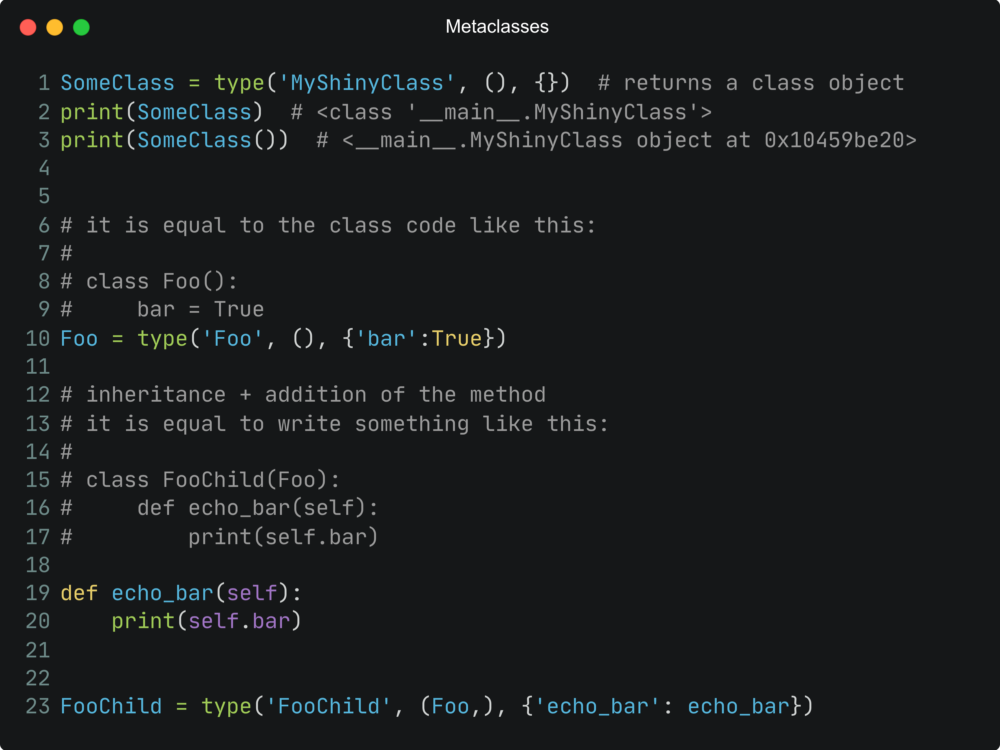 Metaclasses
1 SomeClass = type('MyShinyClass', (), {})  # returns a class object
2 print(SomeClass)  # <class '__main__.MyShinyClass'>
3 print(SomeClass())  # <__main__.MyShinyClass object at 0x10459be20>
4
5
6 # it is equal to the class code like this:
7 #
8 # class Foo():
9 #     bar = True
10 Foo = type('Foo', (), {'bar':True})
11
12 # inheritance + addition of the method
13 # it is equal to write something like this:
14 #
15 # class FooChild(Foo):
16 #     def echo_bar(self):
17 #         print(self.bar)
18
19 def echo_bar(self):
20     print(self.bar)
21
22
23 FooChild = type('FooChild', (Foo,), {'echo_bar': echo_bar})